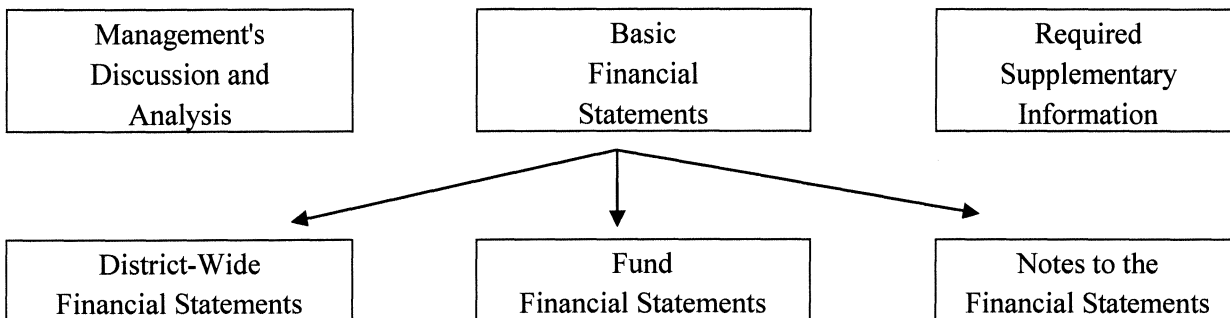 Management's
Discussion and
Analysis
Basic
Financial
Statements
Required
Supplementary
Information
District-Wide
Financial Statements
Fund
Financial Statements
Notes to the
Financial Statements